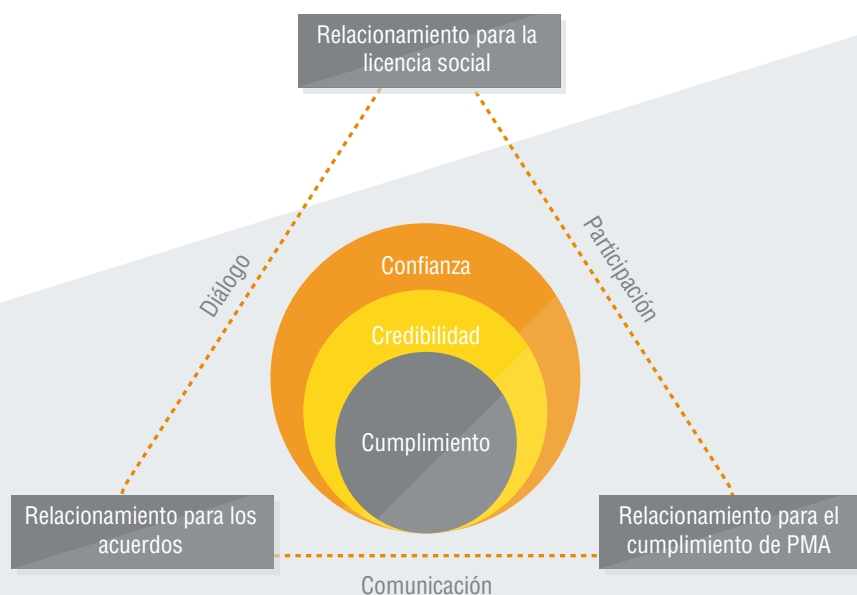 Relacionamiento para la
licencia social
Diálogo
Participación
Confianza
Credibilidad
Cumplimiento
Relacionamiento para los
acuerdos
Relacionamiento para el
cumplimiento de PMA
Comunicación